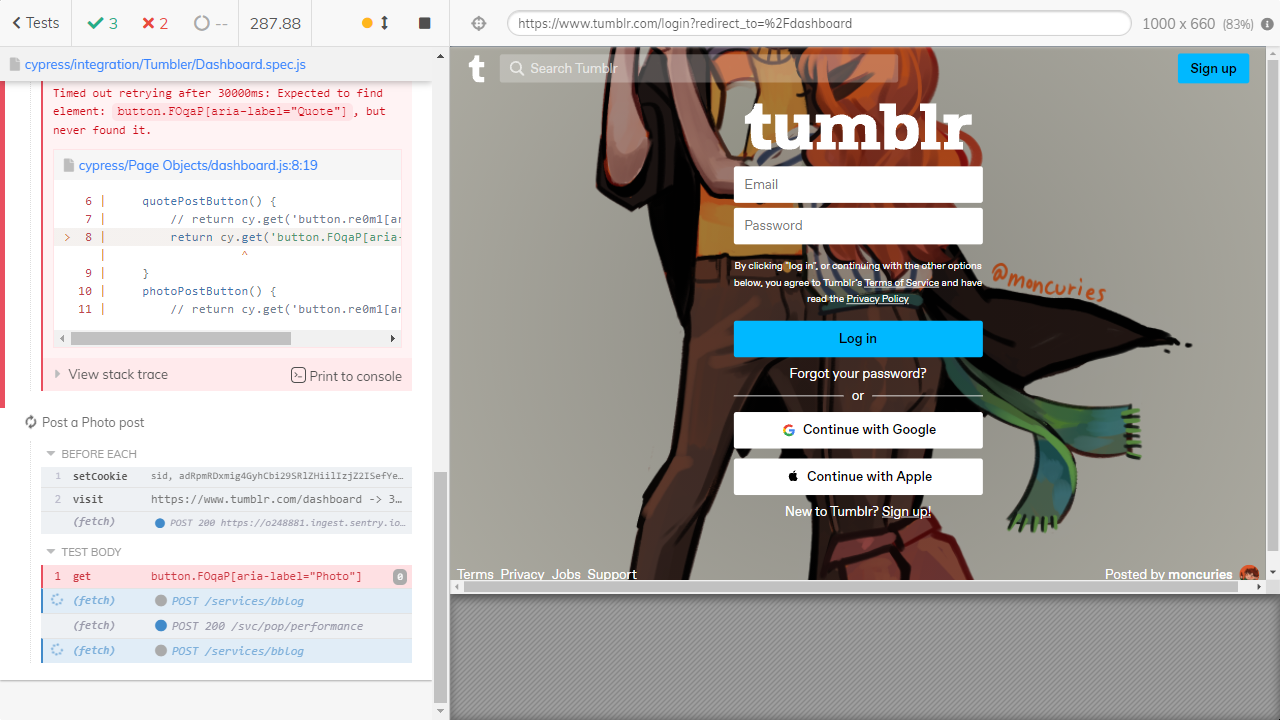 Tests
3
2
--
287.88
https://www.tumblr.com/login?redirect_to=%2Fdashboard
1000 x 660 (83%)
cypress/integration/Tumbler/Dashboard.spec.js
Timed out retrying after 30000ms: Expected to find
element: button.FOqaP[aria-label="Quote"], but
never found it.
cypress/Page Objects/dashboard.js:8:19
6 | quotePostButton() {
7 | // return cy.get('button.re0m1[ar
> 8 | return cy.get('button.FOqaP[aria-
| ^
9 | }
10 | photoPostButton() {
11 | // return cy.get('button.re0m1[ar
View stack trace
Print to console
Post a Photo post
BEFORE EACH
1 setCookie
2 visit https://www.tumblr.com/dashboard -> 3…
(fetch) POST 200 https://o248881.ingest.sentry.io…
TEST BODY
1 get button.FOqaP[aria-label="Photo"] 0
(fetch) POST /services/bblog
(fetch) POST 200 /svc/pop/performance
(fetch) POST /services/bblog
t
Search Tumblr
Sign up
tumblr
Email
Password
By clicking "log in", or continuing with the other options
below, you agree to Tumblr's Terms of Service and have
read the Privacy Policy
@moncuries
Log in
Forgot your password?
or
Continue with Google
Continue with Apple
New to Tumblr? Sign up!
Terms Privacy Jobs Support
Posted by moncuries